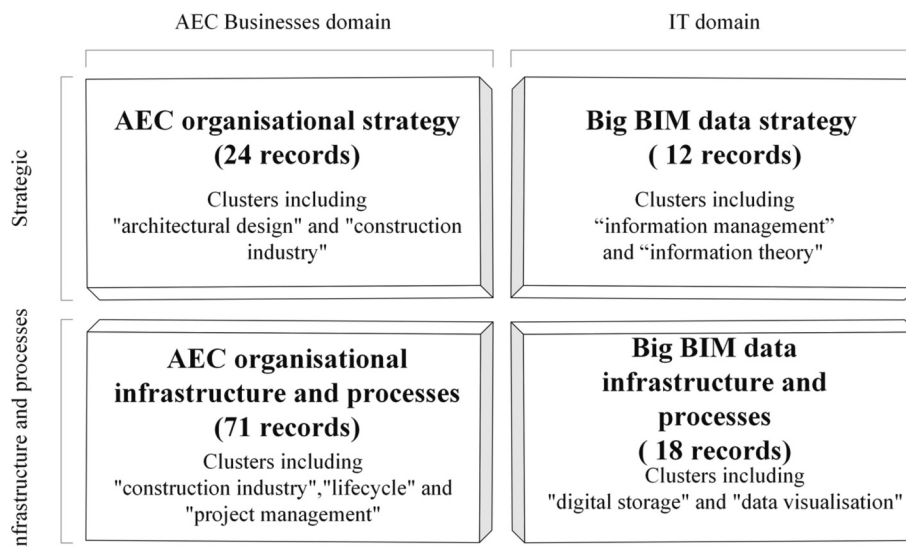 AEC Businesses domain
IT domain
Strategic
AEC organisational strategy
(24 records)
Clusters including
"architectural design" and "construction
industry"
Big BIM data strategy
( 12 records)
Clusters including
“information management”
and “information theory"
nfrastructure and processes
AEC organisational
infrastructure and processes
(71 records)
Clusters including
"construction industry","lifecycle" and
"project management"
Big BIM data
infrastructure and
processes
( 18 records)
Clusters including
"digital storage" and "data visualisation"